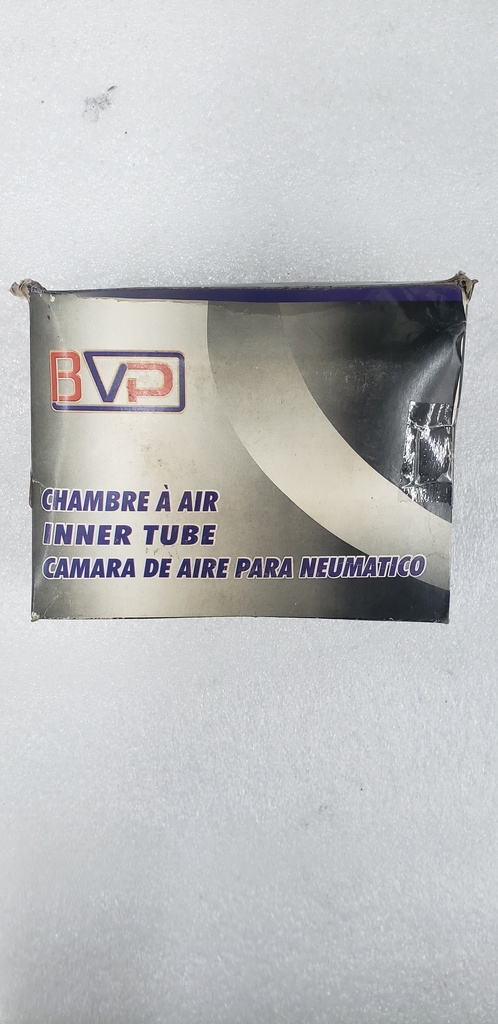 BVP
CHAMBRE À AIR
INNER TUBE
CAMARA DE AIRE PARA NEUMATICO